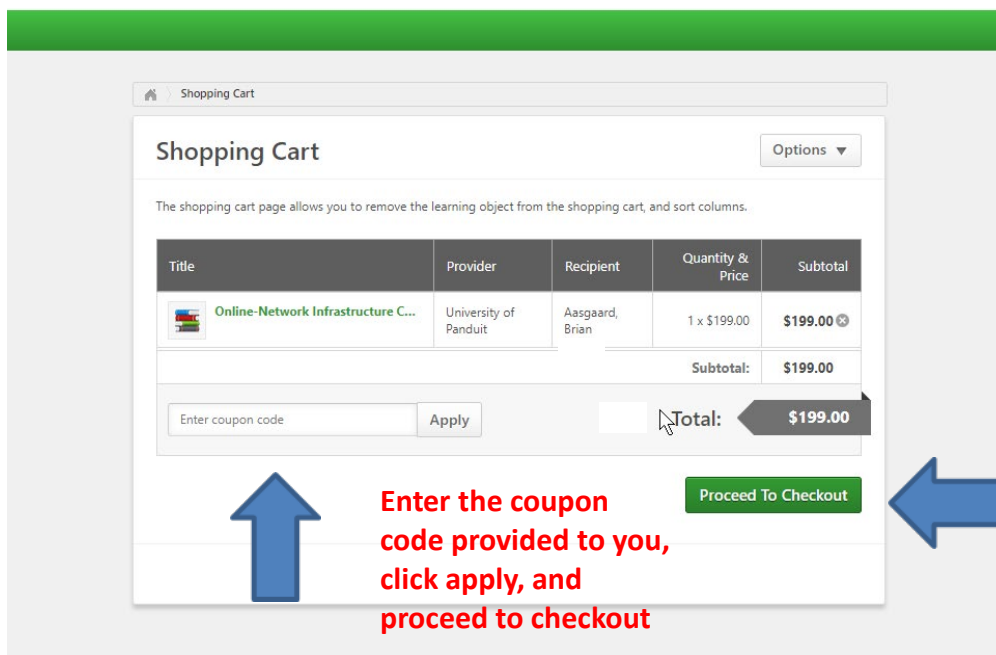 Shopping Cart
Shopping Cart
Options
The shopping cart page allows you to remove the learning object from the shopping cart, and sort columns.
Title Provider Recipient Quantity & Price Subtotal
Online-Network Infrastructure C... University of Panduit Aasgaard, Brian 1 x $199.00 $199.00
Subtotal: $199.00
Enter coupon code Apply Total: $199.00
Proceed To Checkout
Enter the coupon
code provided to you,
click apply, and
proceed to checkout